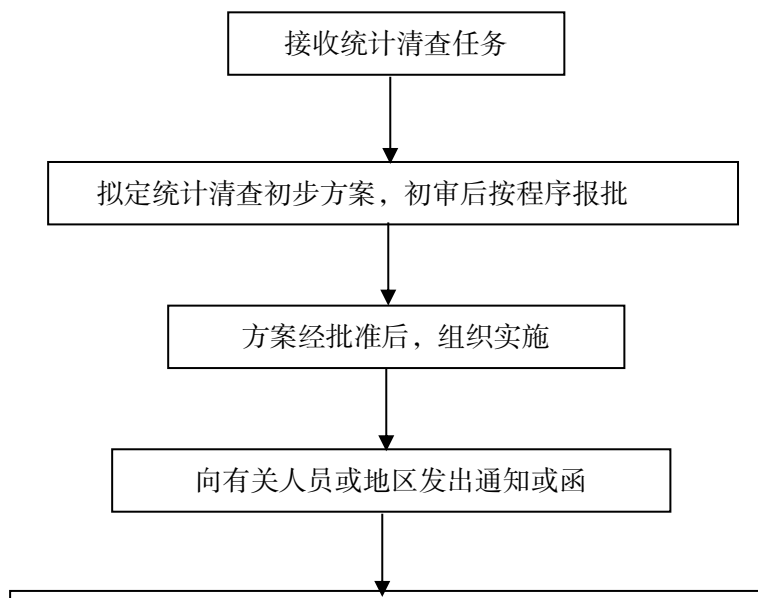 接收统计清查任务
拟定统计清查初步方案，初审后按程序报批
方案经批准后，组织实施
向有关人员或地区发出通知或函